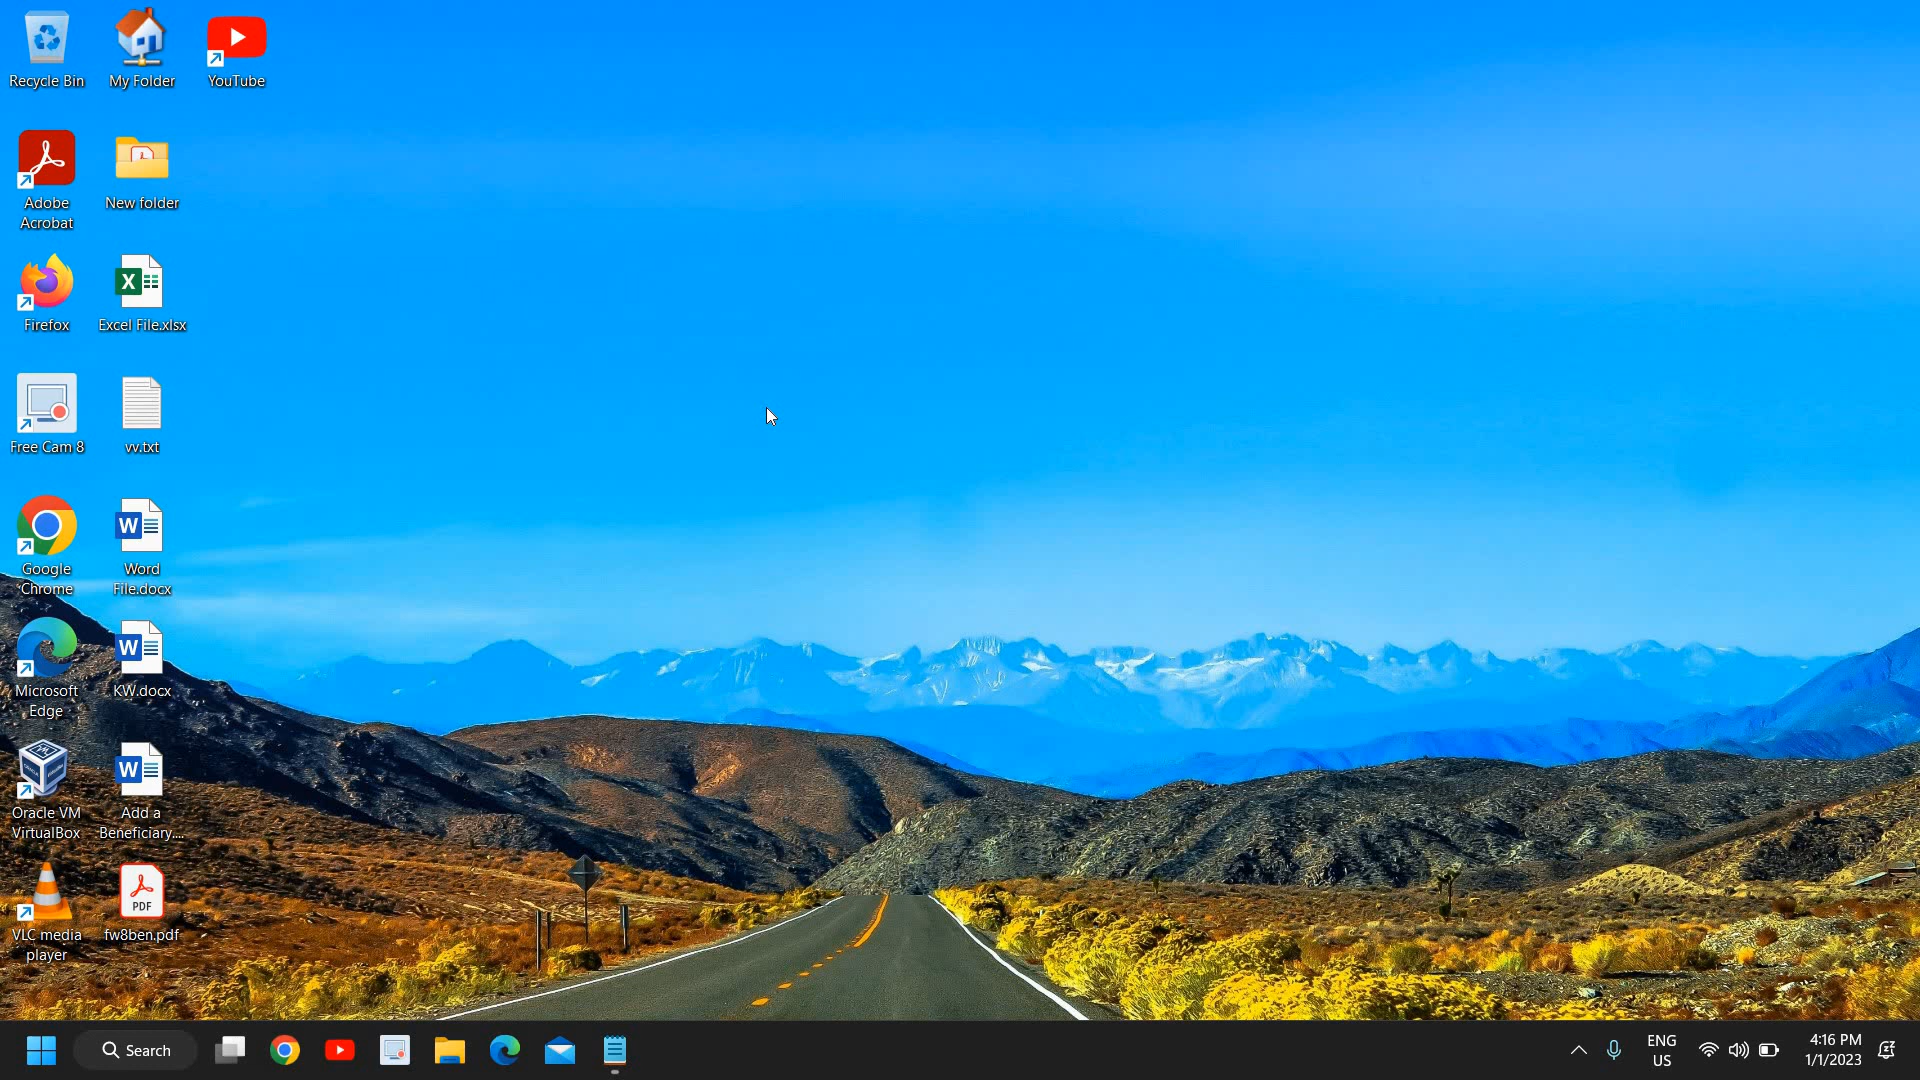 Recycle Bin
My Folder
YouTube
Adobe
Acrobat
New folder
Firefox
Excel File.xlsx
Free Cam 8
vv.txt
Google
Chrome
Word
File.docx
Microsoft
Edge
KW.docx
Oracle VM
VirtualBox
Add a
Beneficiary....
VLC media
player
PDF
fw8ben.pdf
Search
ENG
US
4:16 PM
1/1/2023